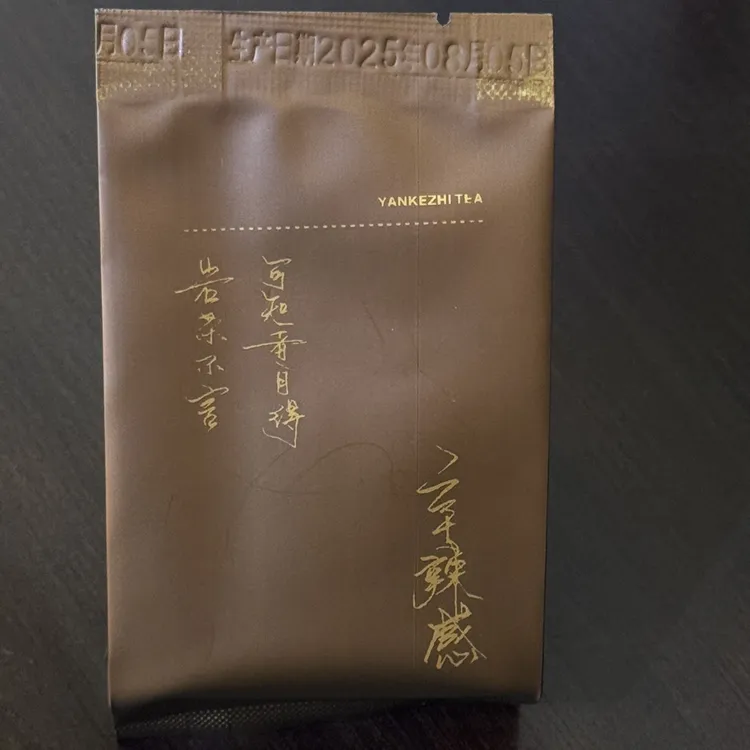 月05日 生产日期2025年08月05日
YANKEZHI TEA
可知香自得
岩茶不言
辛辣感